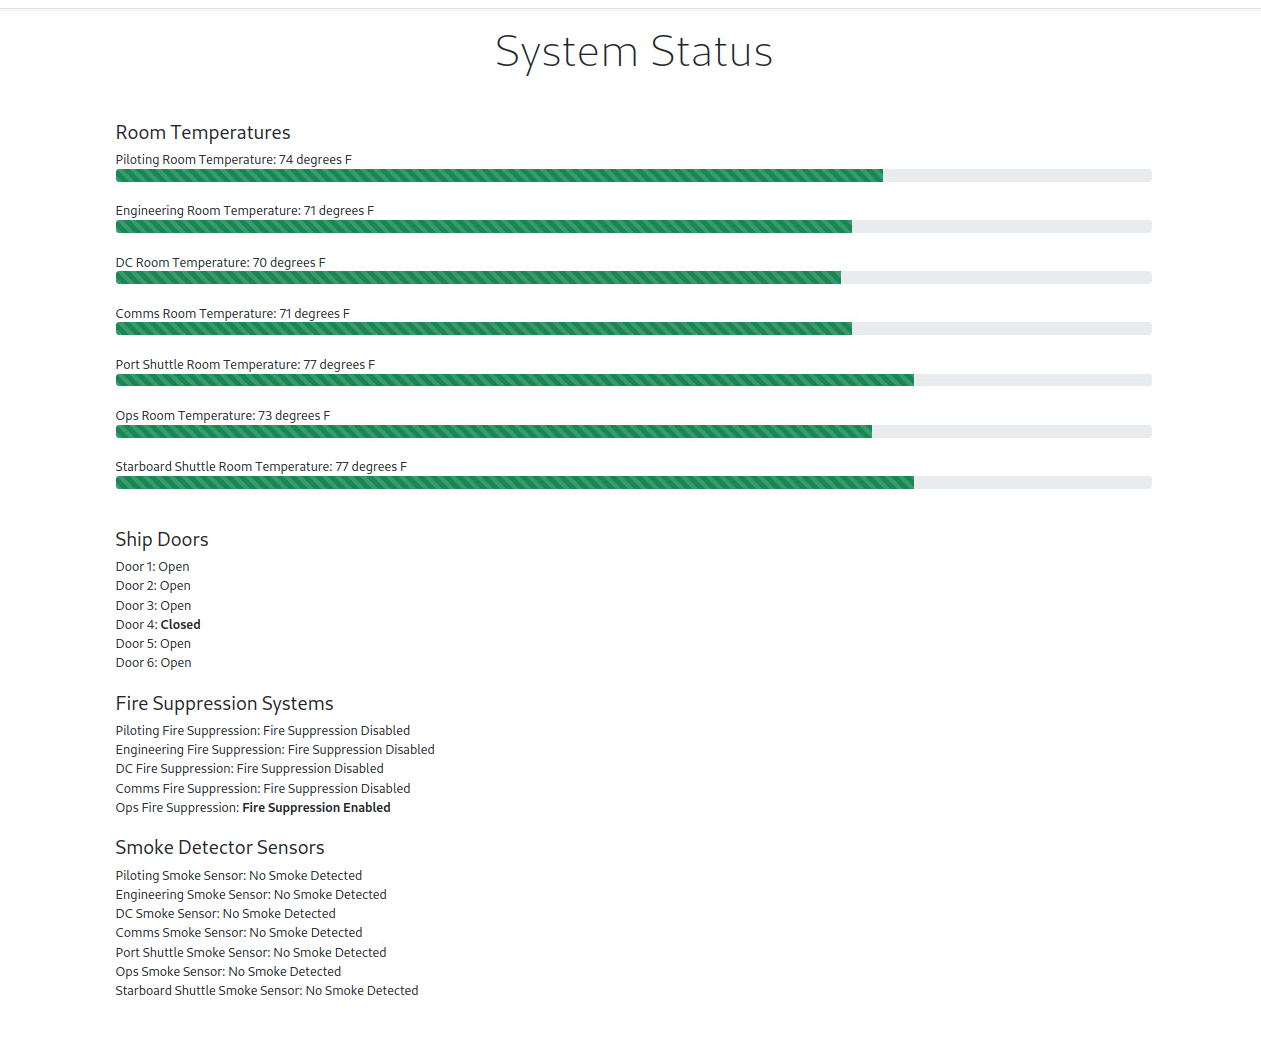 System Status
Room Temperatures
Piloting Room Temperature: 74 degrees F
Engineering Room Temperature: 71 degrees F
DC Room Temperature: 70 degrees F
Comms Room Temperature: 71 degrees F
Port Shuttle Room Temperature: 77 degrees F
Ops Room Temperature: 73 degrees F
Starboard Shuttle Room Temperature: 77 degrees F
Ship Doors
Door 1: Open
Door 2: Open
Door 3: Open
Door 4: Closed
Door 5: Open
Door 6: Open
Fire Suppression Systems
Piloting Fire Suppression: Fire Suppression Disabled
Engineering Fire Suppression: Fire Suppression Disabled
DC Fire Suppression: Fire Suppression Disabled
Comms Fire Suppression: Fire Suppression Disabled
Ops Fire Suppression: Fire Suppression Enabled
Smoke Detector Sensors
Piloting Smoke Sensor: No Smoke Detected
Engineering Smoke Sensor: No Smoke Detected
DC Smoke Sensor: No Smoke Detected
Comms Smoke Sensor: No Smoke Detected
Port Shuttle Smoke Sensor: No Smoke Detected
Ops Smoke Sensor: No Smoke Detected
Starboard Shuttle Smoke Sensor: No Smoke Detected